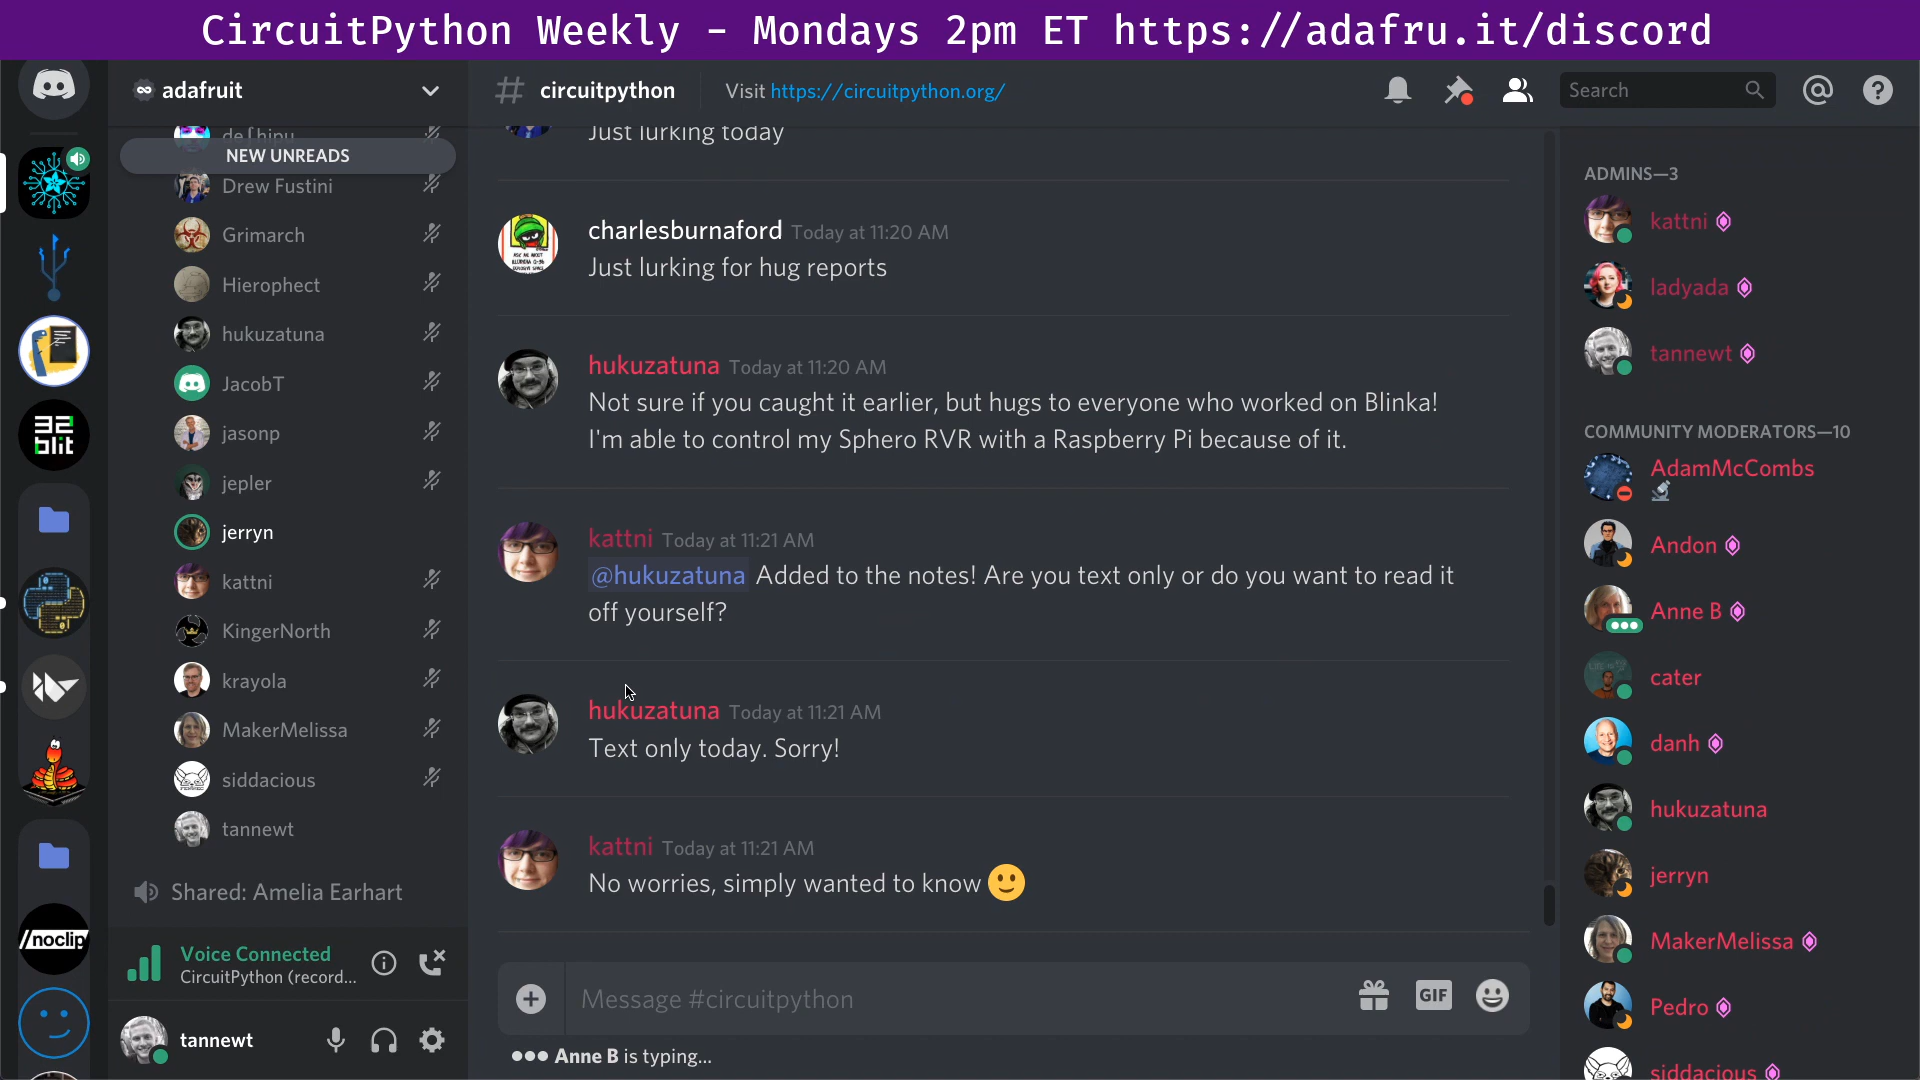 CircuitPython Weekly – Mondays 2pm ET https://adafru.it/discord
adafruit
# circuitpython
Visit https://circuitpython.org/
Search
NEW UNREADS
Drew Fustini
Grimarch
Hierophect
hukuzatuna
JacobT
jasonp
jepler
jerryn
kattni
KingerNorth
krayola
MakerMelissa
siddacious
tannewt
Shared: Amelia Earhart
Voice Connected
CircuitPython (record...
tannewt
32
blit
/noclip
Just lurking today
charlesburnaford Today at 11:20 AM
Just lurking for hug reports
hukuzatuna Today at 11:20 AM
Not sure if you caught it earlier, but hugs to everyone who worked on Blinka!
I'm able to control my Sphero RVR with a Raspberry Pi because of it.
kattni Today at 11:21 AM
@hukuzatuna Added to the notes! Are you text only or do you want to read it
off yourself?
hukuzatuna Today at 11:21 AM
Text only today. Sorry!
kattni Today at 11:21 AM
No worries, simply wanted to know 🙂
Message #circuitpython
GIF
Anne B is typing...
ADMINS—3
kattni
ladyada
tannewt
COMMUNITY MODERATORS—10
AdamMcCombs
Andon
Anne B
cater
danh
hukuzatuna
jerryn
MakerMelissa
Pedro
siddacious